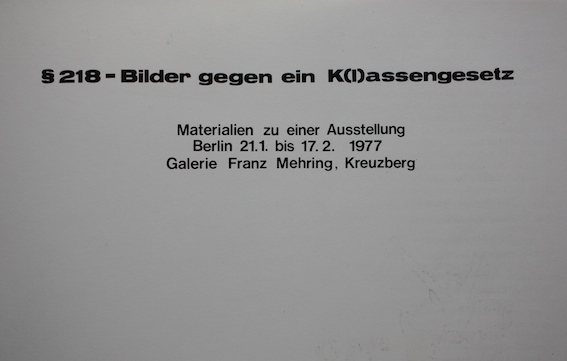 § 218 - Bilder gegen ein K(l)assengesetz
Materialien zu einer Ausstellung
Berlin 21.1. bis 17.2. 1977
Galerie Franz Mehring, Kreuzberg